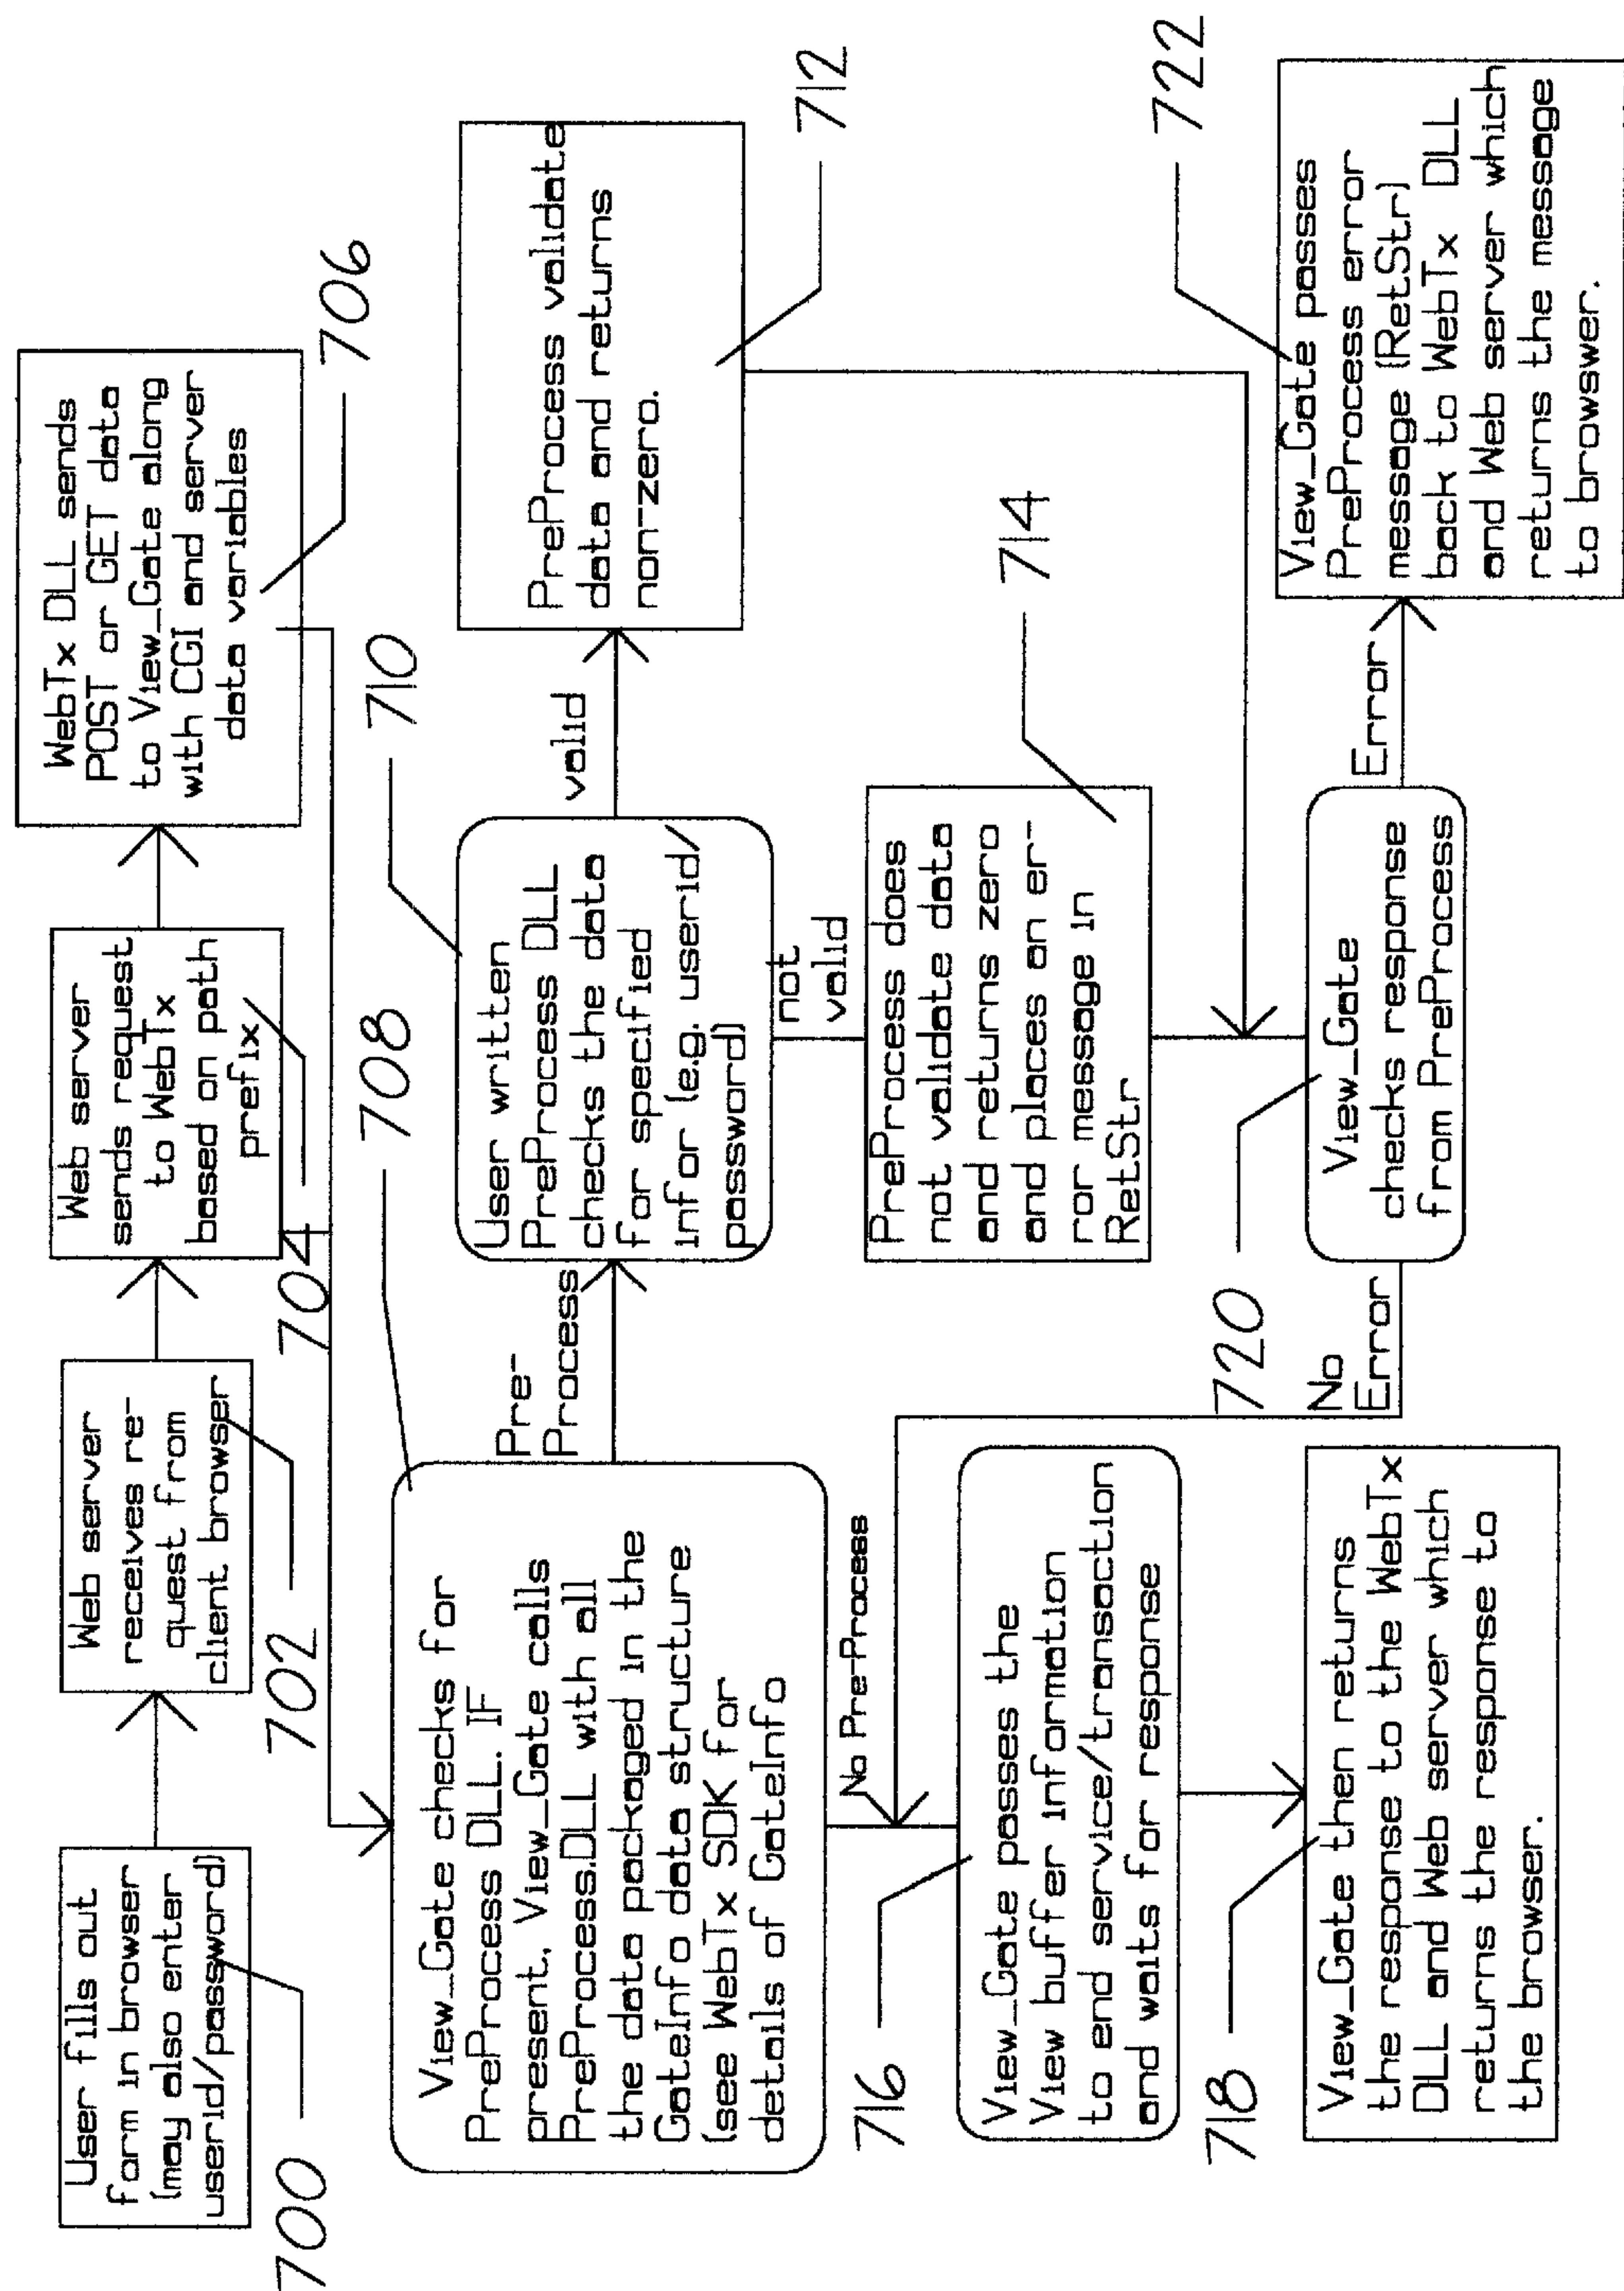 User fills out
form in browser
(may also enter
userid/password)
700
Web server
receives re-
quest from
client browser
702
Web server
sends request
to WebTx
based on path
prefix
704
WebTx DLL sends
POST or GET data
to View_Gate along
with CGI and server
data variables
706
View_Gate checks for
PreProcess DLL. IF
present, View_Gate calls
PreProcess.DLL with all
the data packaged in the
GateInfo data structure
(see WebTx SDK for
details of GateInfo
708
Pre-
Process
User written
PreProcess DLL
checks the data
for specified
infor (e.g. userid/
password)
710
valid
PreProcess validate
data and returns
non-zero.
712
not
valid
PreProcess does
not validate data
and returns zero
and places an er-
ror message in
RetStr
714
No Pre-Process
View_Gate passes the
View buffer information
to end service/transaction
and waits for response
716
View_Gate then returns
the response to the WebTx
DLL and Web server which
returns the response to
the browser.
718
View_Gate
checks response
from PreProcess
720
No
Error
Error
View_Gate passes
PreProcess error
message (RetStr)
back to WebTx DLL
and Web server which
returns the message
to browswer.
722